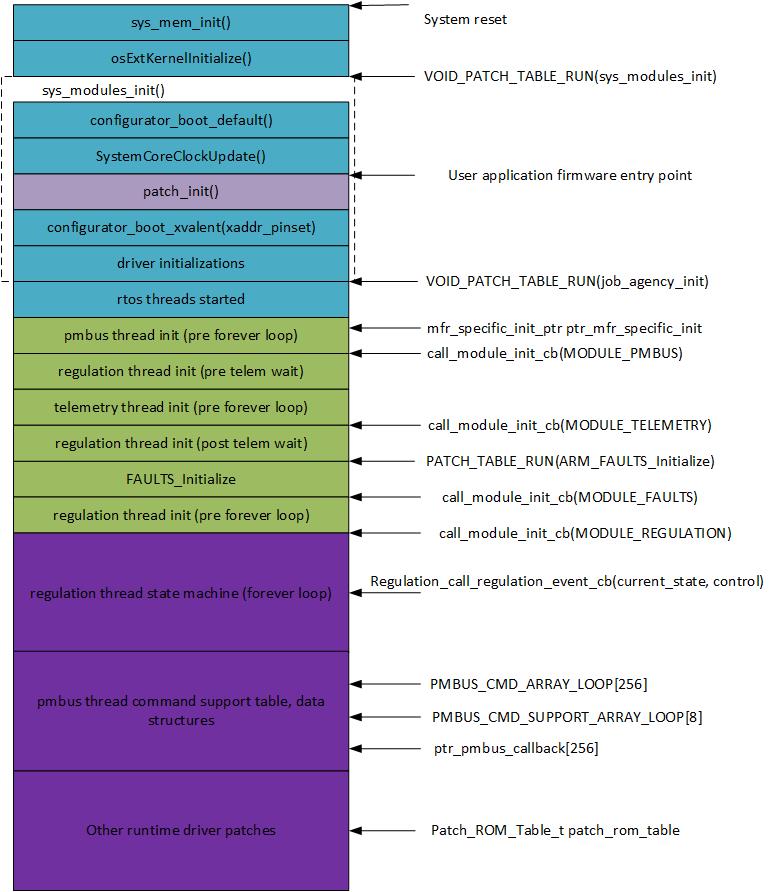 sys_mem_init()
System reset
osExtKernelInitialize()
VOID_PATCH_TABLE_RUN(sys_modules_init)
sys_modules_init()
configurator_boot_default()
SystemCoreClockUpdate()
User application firmware entry point
patch_init()
configurator_boot_xvalent(xaddr_pinset)
driver initializations
VOID_PATCH_TABLE_RUN(job_agency_init)
rtos threads started
mfr_specific_init_ptr ptr_mfr_specific_init
pmbus thread init (pre forever loop)
call_module_init_cb(MODULE_PMBUS)
regulation thread init (pre telem wait)
telemetry thread init (pre forever loop)
call_module_init_cb(MODULE_TELEMETRY)
regulation thread init (post telem wait)
PATCH_TABLE_RUN(ARM_FAULTS_Initialize)
FAULTS_Initialize
call_module_init_cb(MODULE_FAULTS)
regulation thread init (pre forever loop)
call_module_init_cb(MODULE_REGULATION)
Regulation_call_regulation_event_cb(current_state, control)
regulation thread state machine (forever loop)
PMBUS_CMD_ARRAY_LOOP[256]
pmbus thread command support table, data
structures
PMBUS_CMD_SUPPORT_ARRAY_LOOP[8]
ptr_pmbus_callback[256]
Other runtime driver patches
Patch_ROM_Table_t patch_rom_table